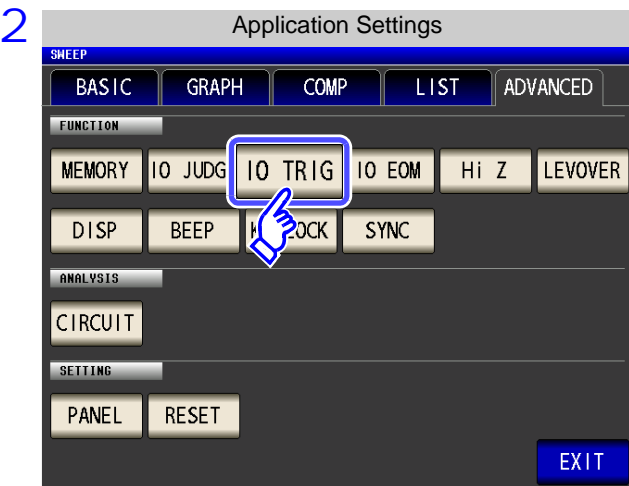 2
Application Settings
SWEEP
BASIC GRAPH COMP LIST ADVANCED
FUNCTION
MEMORY IO JUDG IO TRIG IO EOM Hi Z LEVOVER
DISP BEEP SYNC
ANALYSIS
CIRCUIT
SETTING
PANEL RESET
EXIT